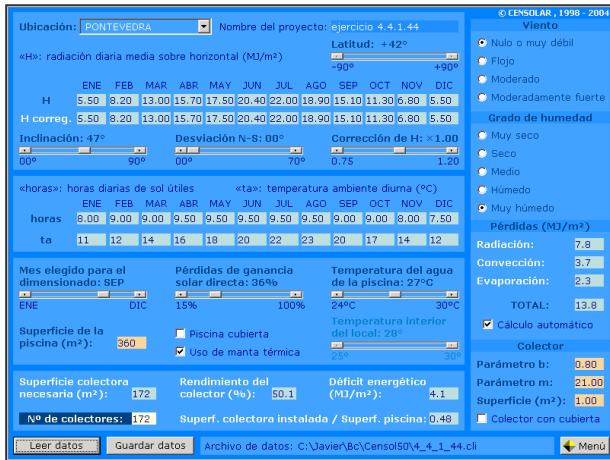 © CENSOLAR , 1998 - 2004
Ubicación: PONTEVEDRA Nombre del proyecto: ejercicio 4.4.1.44
Latitud: +42°
«H»: radiación diaria media sobre horizontal (MJ/m²)
-90° +90°
ENE FEB MAR ABR MAY JUN JUL AGO SEP OCT NOV DIC
H 5.50 8.20 13.00 15.70 17.50 20.40 22.00 18.90 15.10 11.30 6.80 5.50
H correg. 5.50 8.20 13.00 15.70 17.50 20.40 22.00 18.90 15.10 11.30 6.80 5.50
Inclinación: 47° Desviación N-S: 00° Corrección de H: ×1.00
00° 90° 00° 70° 0.75 1.20
«horas»: horas diarias de sol útiles «ta»: temperatura ambiente diurna (°C)
ENE FEB MAR ABR MAY JUN JUL AGO SEP OCT NOV DIC
horas 8.00 9.00 9.00 9.50 9.50 9.50 9.50 9.50 9.00 9.00 8.00 7.50
ta 11 12 14 16 18 20 22 23 20 17 14 12
Mes elegido para el dimensionado: SEP
ENE DIC
Pérdidas de ganancia solar directa: 36%
15% 100%
Temperatura del agua de la piscina: 27°C
24°C 30°C
Superficie de la piscina (m²): 360
Piscina cubierta
Uso de manta térmica
Temperatura interior del local: 28°
25° 30°
Superficie colectora necesaria (m²): 172
Rendimiento del colector (%): 50.1
Déficit energético (MJ/m²): 4.1
Nº de colectores: 172 Superf. colectora instalada / Superf. piscina: 0.48
Leer datos Guardar datos Archivo de datos: C:\Javier\Bc\Censol50\4_4_1_44.cli
Viento
Nulo o muy débil
Flojo
Moderado
Moderadamente fuerte
Grado de humedad
Muy seco
Seco
Medio
Húmedo
Muy húmedo
Pérdidas (MJ/m²)
Radiación: 7.8
Convección: 3.7
Evaporación: 2.3
TOTAL: 13.8
Cálculo automático
Colector
Parámetro b: 0.80
Parámetro m: 21.00
Superficie (m²): 1.00
Colector con cubierta
Menú